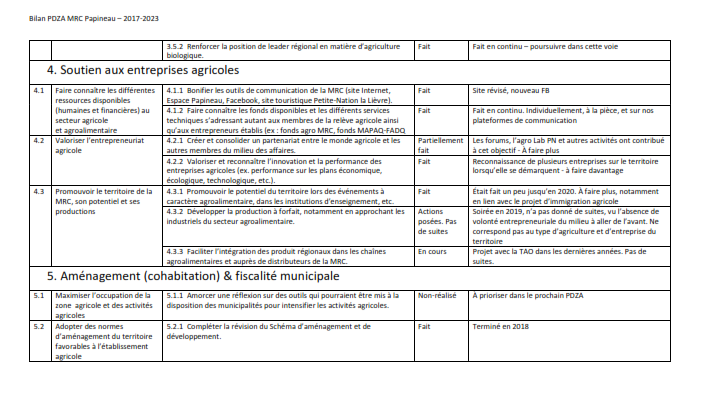 Bilan PDZA MRC Papineau – 2017-2023
3.5.2 Renforcer la position de leader régional en matière d'agriculture
biologique.
Fait
Fait en continu – poursuivre dans cette voie
4. Soutien aux entreprises agricoles
4.1
Faire connaître les différentes
ressources disponibles
(humaines et financières) au
secteur agricole
et agroalimentaire
4.1.1 Bonifier les outils de communication de la MRC (site Internet,
Espace Papineau, Facebook, site touristique Petite-Nation la Lièvre).
Fait
Site révisé, nouveau FB
4.1.2 Faire connaître les fonds disponibles et les différents services
techniques s'adressant autant aux membres de la relève agricole ainsi
qu'aux entrepreneurs établis (ex : fonds agro MRC, fonds MAPAQ-FADQ
Fait
Fait en continu. Individuellement, à la pièce, et sur nos
plateformes de communication
4.2
Valoriser l'entrepreneuriat
agricole
4.2.1 Créer et consolider un partenariat entre le monde agricole et les
autres membres du milieu des affaires.
Partiellement
fait
Les forums, l'agro Lab PN et autres activités ont contribué
à cet objectif - À faire plus
4.2.2 Valoriser et reconnaître l'innovation et la performance des
entreprises agricoles (ex. performance sur les plans économique,
écologique, technologique, etc.).
Fait
Reconnaissance de plusieurs entreprises sur le territoire
lorsqu'elle se démarquent - à faire davantage
4.3
Promouvoir le territoire de la
MRC, son potentiel et ses
productions
4.3.1 Promouvoir le potentiel du territoire lors des événements à
caractère agroalimentaire, dans les institutions d'enseignement, etc.
Fait
Était fait un peu jusqu'en 2020. À faire plus, notamment
en lien avec le projet d'immigration agricole
4.3.2 Développer la production à forfait, notamment en approchant les
industriels du secteur agroalimentaire.
Actions
posées. Pas
de suites
Soirée en 2019, n'a pas donné de suites, vu l'absence de
volonté entrepreneuriale du milieu à aller de l'avant. Ne
correspond pas au type d'agriculture et d'entreprise du
territoire
4.3.3 Faciliter l'intégration des produit régionaux dans les chaînes
agroalimentaires et auprès de distributeurs de la MRC.
En cours
Projet avec la TAO dans les dernières années. Pas de
suites.
5. Aménagement (cohabitation) & fiscalité municipale
5.1
Maximiser l'occupation de la
zone agricole et des activités
agricoles
5.1.1 Amorcer une réflexion sur des outils qui pourraient être mis à la
disposition des municipalités pour intensifier les activités agricoles.
Non-réalisé
À prioriser dans le prochain PDZA
5.2
Adopter des normes
d'aménagement du territoire
favorables à l'établissement
agricole
5.2.1 Compléter la révision du Schéma d'aménagement et de
développement.
Fait
Terminé en 2018